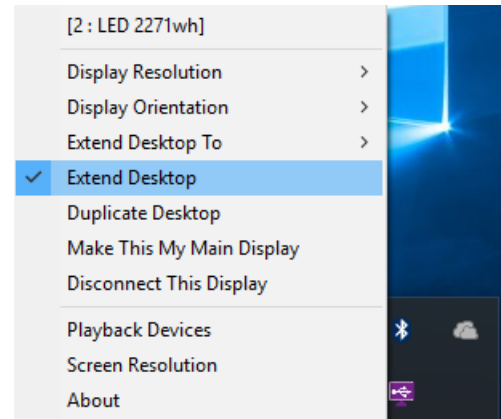 [2 : LED 2271wh]
Display Resolution
Display Orientation
Extend Desktop To
Extend Desktop
Duplicate Desktop
Make This My Main Display
Disconnect This Display
Playback Devices
Screen Resolution
About